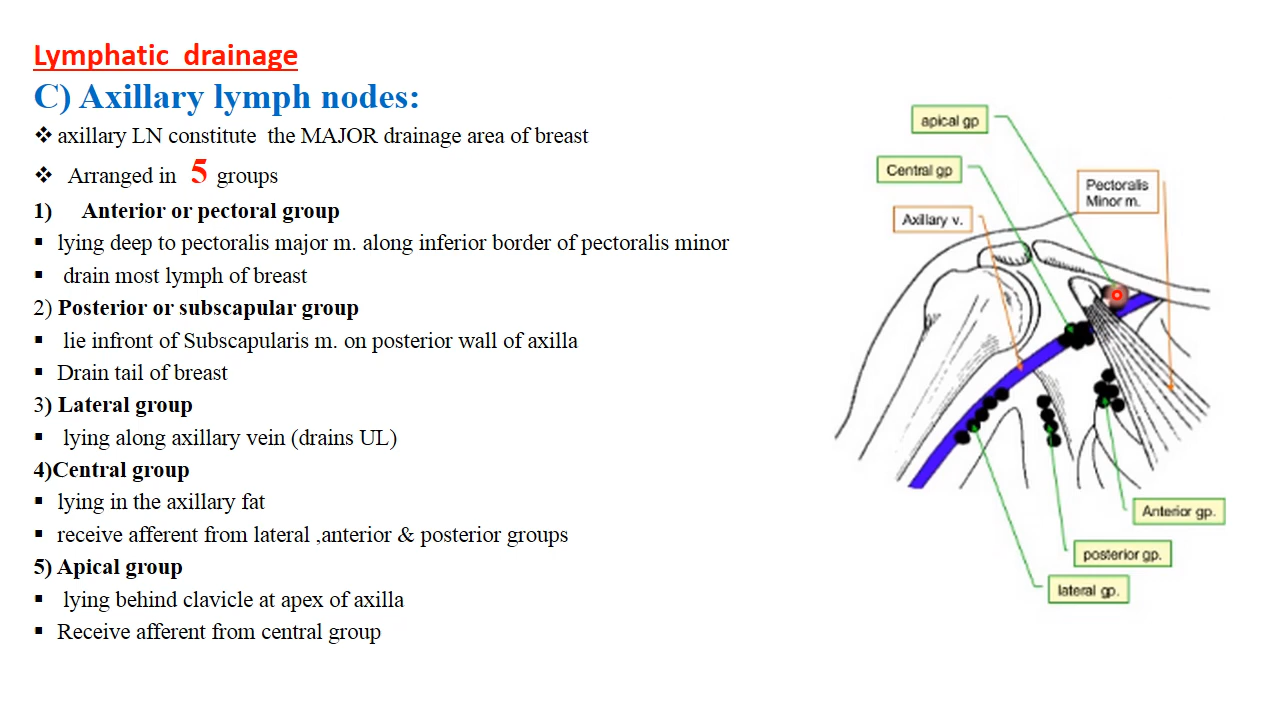 Lymphatic drainage
C) Axillary lymph nodes:
❖ axillary LN constitute the MAJOR drainage area of breast
❖ Arranged in 5 groups
1) Anterior or pectoral group
▪ lying deep to pectoralis major m. along inferior border of pectoralis minor
▪ drain most lymph of breast
2) Posterior or subscapular group
▪ lie infront of Subscapularis m. on posterior wall of axilla
▪ Drain tail of breast
3) Lateral group
▪ lying along axillary vein (drains UL)
4)Central group
▪ lying in the axillary fat
▪ receive afferent from lateral ,anterior & posterior groups
5) Apical group
▪ lying behind clavicle at apex of axilla
▪ Receive afferent from central group
apical gp
Central gp
Pectoralis
Minor m.
Axillary v.
Anterior gp.
posterior gp.
lateral gp.